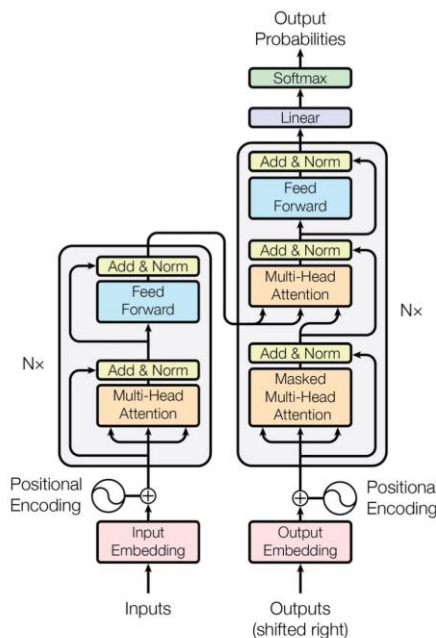 Output
Probabilities
Softmax
Linear
Add & Norm
Feed
Forward
Add & Norm
Multi-Head
Attention
Add & Norm
Masked
Multi-Head
Attention
N×
Positional
Encoding
Output
Embedding
Outputs
(shifted right)
Add & Norm
Feed
Forward
Add & Norm
Multi-Head
Attention
N×
Positional
Encoding
Input
Embedding
Inputs